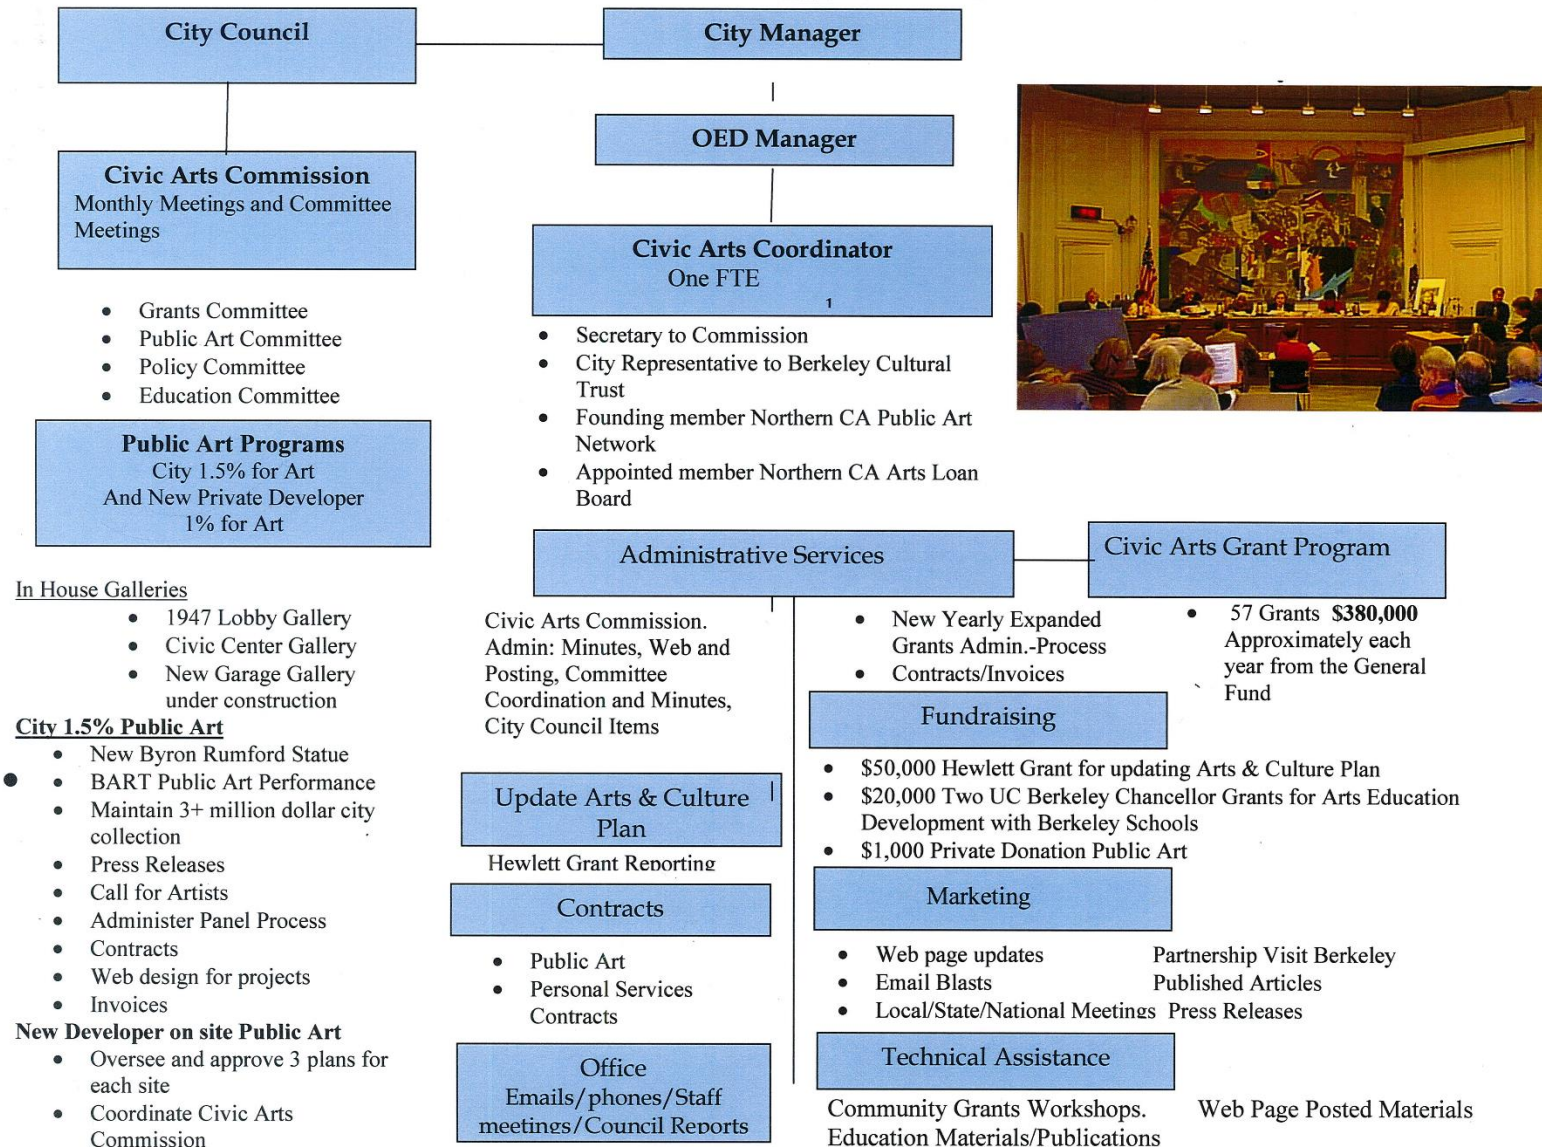 City Council
City Manager
OED Manager
Civic Arts Commission
Monthly Meetings and Committee
Meetings
Civic Arts Coordinator
One FTE
1
• Grants Committee
• Public Art Committee
• Policy Committee
• Education Committee
• Secretary to Commission
• City Representative to Berkeley Cultural
Trust
• Founding member Northern CA Public Art
Network
• Appointed member Northern CA Arts Loan
Board
Public Art Programs
City 1.5% for Art
And New Private Developer
1% for Art
In House Galleries
• 1947 Lobby Gallery
• Civic Center Gallery
• New Garage Gallery
under construction
City 1.5% Public Art
• New Byron Rumford Statue
• BART Public Art Performance
• Maintain 3+ million dollar city
collection
• Press Releases
• Call for Artists
• Administer Panel Process
• Contracts
• Web design for projects
• Invoices
New Developer on site Public Art
• Oversee and approve 3 plans for
each site
• Coordinate Civic Arts
Commission
Administrative Services
Civic Arts Grant Program
Civic Arts Commission.
Admin: Minutes, Web and
Posting, Committee
Coordination and Minutes,
City Council Items
• New Yearly Expanded
Grants Admin.-Process
• Contracts/Invoices
• 57 Grants $380,000
Approximately each
year from the General
Fund
Update Arts & Culture
Plan
Hewlett Grant Reporting
Contracts
• Public Art
• Personal Services
Contracts
Office
Emails/phones/Staff
meetings/Council Reports
Fundraising
• $50,000 Hewlett Grant for updating Arts & Culture Plan
• $20,000 Two UC Berkeley Chancellor Grants for Arts Education
Development with Berkeley Schools
• $1,000 Private Donation Public Art
Marketing
• Web page updates Partnership Visit Berkeley
• Email Blasts Published Articles
• Local/State/National Meetings Press Releases
Technical Assistance
Community Grants Workshops. Web Page Posted Materials
Education Materials/Publications